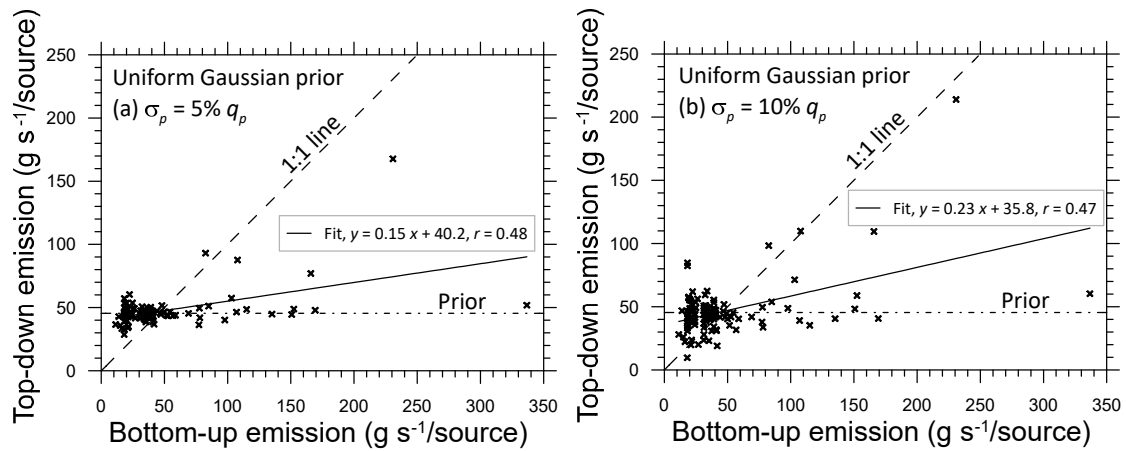 Top-down emission (g s⁻¹/source)
250
200
150
100
50
0
Uniform Gaussian prior
(a) σₚ = 5% qₚ
1:1 line
Fit, y = 0.15 x + 40.2, r = 0.48
Prior
0 50 100 150 200 250 300 350
Bottom-up emission (g s⁻¹/source)
Top-down emission (g s⁻¹/source)
250
200
150
100
50
0
Uniform Gaussian prior
(b) σₚ = 10% qₚ
1:1 line
Fit, y = 0.23 x + 35.8, r = 0.47
Prior
0 50 100 150 200 250 300 350
Bottom-up emission (g s⁻¹/source)